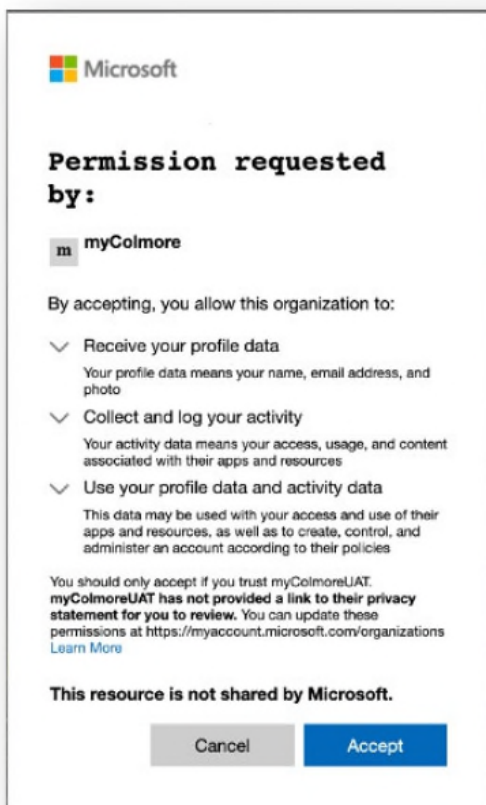 Microsoft
Permission requested
by:
m myColmore
By accepting, you allow this organization to:
Receive your profile data
Your profile data means your name, email address, and
photo
Collect and log your activity
Your activity data means your access, usage, and content
associated with their apps and resources
Use your profile data and activity data
This data may be used with your access and use of their
apps and resources, as well as to create, control, and
administer an account according to their policies
You should only accept if you trust myColmoreUAT.
myColmoreUAT has not provided a link to their privacy
statement for you to review. You can update these
permissions at https://myaccount.microsoft.com/organizations
Learn More
This resource is not shared by Microsoft.
Cancel Accept